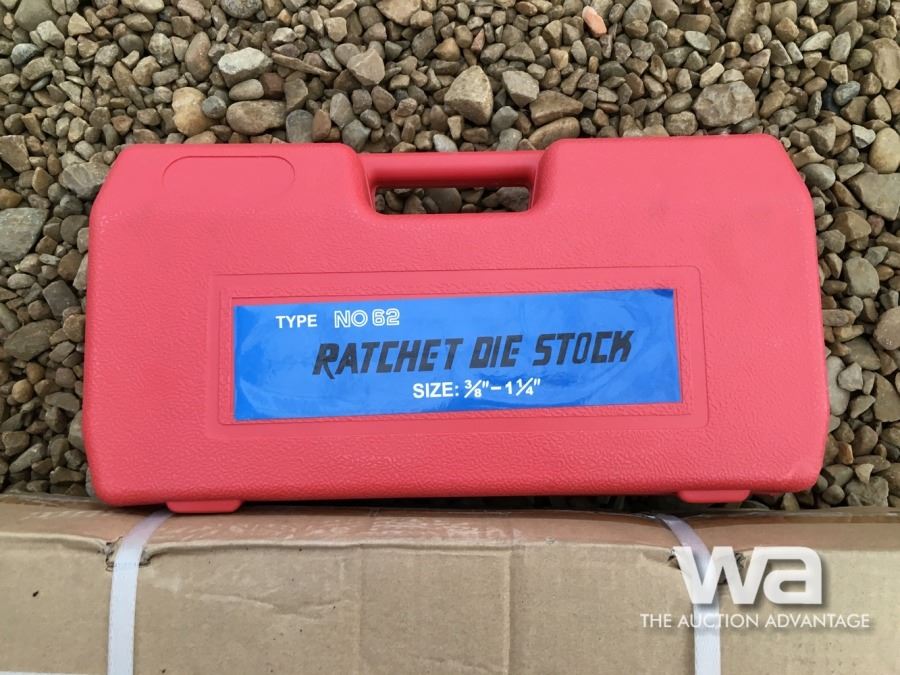 TYPE NO 62
RATCHET DIE STOCK
SIZE: 3/8"-1 1/4"
wa
THE AUCTION ADVANTAGE